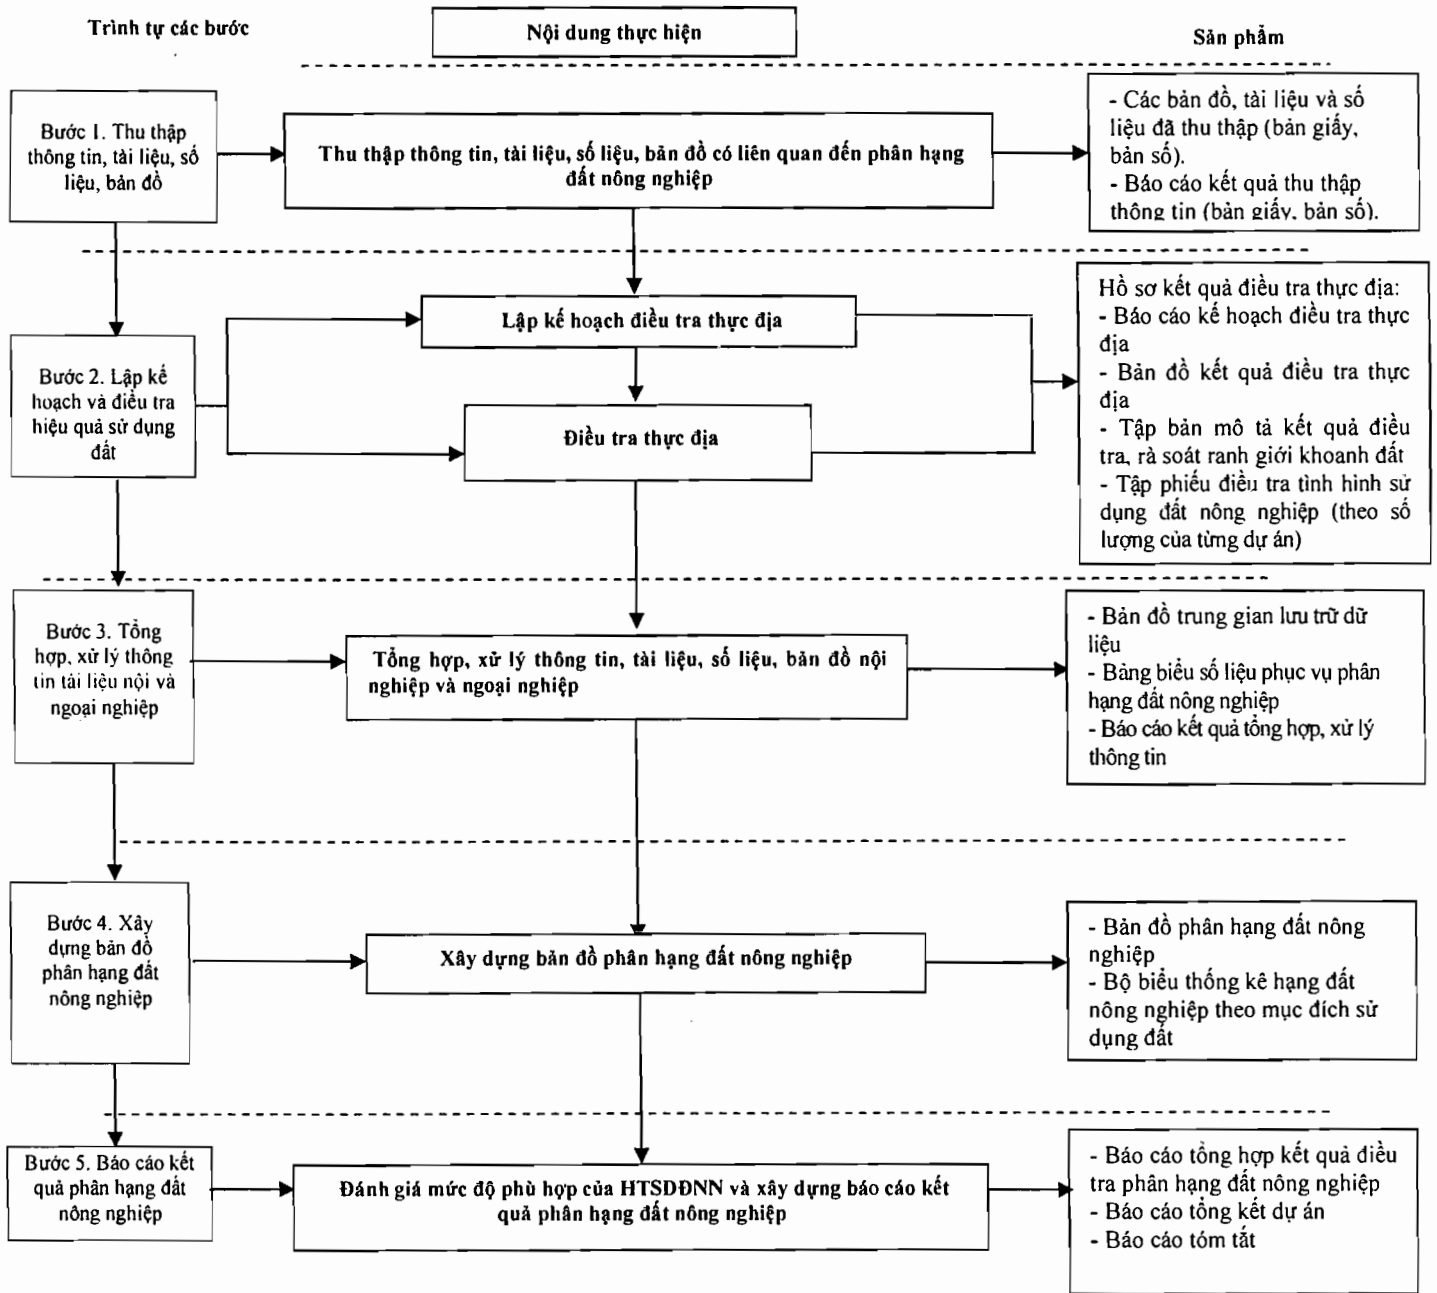 Trình tự các bước
Nội dung thực hiện
Sản phẩm
Bước 1. Thu thập
thông tin, tài liệu, số
liệu, bản đồ
Thu thập thông tin, tài liệu, số liệu, bản đồ có liên quan đến phân hạng
đất nông nghiệp
- Các bản đồ, tài liệu và số
liệu đã thu thập (bản giấy,
bản số).
- Báo cáo kết quả thu thập
thông tin (bản giấy, bản số).
Bước 2. Lập kế
hoạch và điều tra
hiệu quả sử dụng
đất
Lập kế hoạch điều tra thực địa
Điều tra thực địa
Hồ sơ kết quả điều tra thực địa:
- Báo cáo kế hoạch điều tra thực
địa
- Bản đồ kết quả điều tra thực
địa
- Tập bản mô tả kết quả điều
tra, rà soát ranh giới khoanh đất
- Tập phiếu điều tra tình hình sử
dụng đất nông nghiệp (theo số
lượng của từng dự án)
Bước 3. Tổng
hợp, xử lý thông
tin tài liệu nội và
ngoại nghiệp
Tổng hợp, xử lý thông tin, tài liệu, số liệu, bản đồ nội
nghiệp và ngoại nghiệp
- Bản đồ trung gian lưu trữ dữ
liệu
- Bảng biểu số liệu phục vụ phân
hạng đất nông nghiệp
- Báo cáo kết quả tổng hợp, xử lý
thông tin
Bước 4. Xây
dựng bản đồ
phân hạng đất
nông nghiệp
Xây dựng bản đồ phân hạng đất nông nghiệp
- Bản đồ phân hạng đất nông
nghiệp
- Bộ biểu thống kê hạng đất
nông nghiệp theo mục đích sử
dụng đất
Bước 5. Báo cáo kết
quả phân hạng đất
nông nghiệp
Đánh giá mức độ phù hợp của HTSDĐNN và xây dựng báo cáo kết
quả phân hạng đất nông nghiệp
- Báo cáo tổng hợp kết quả điều
tra phân hạng đất nông nghiệp
- Báo cáo tổng kết dự án
- Báo cáo tóm tắt